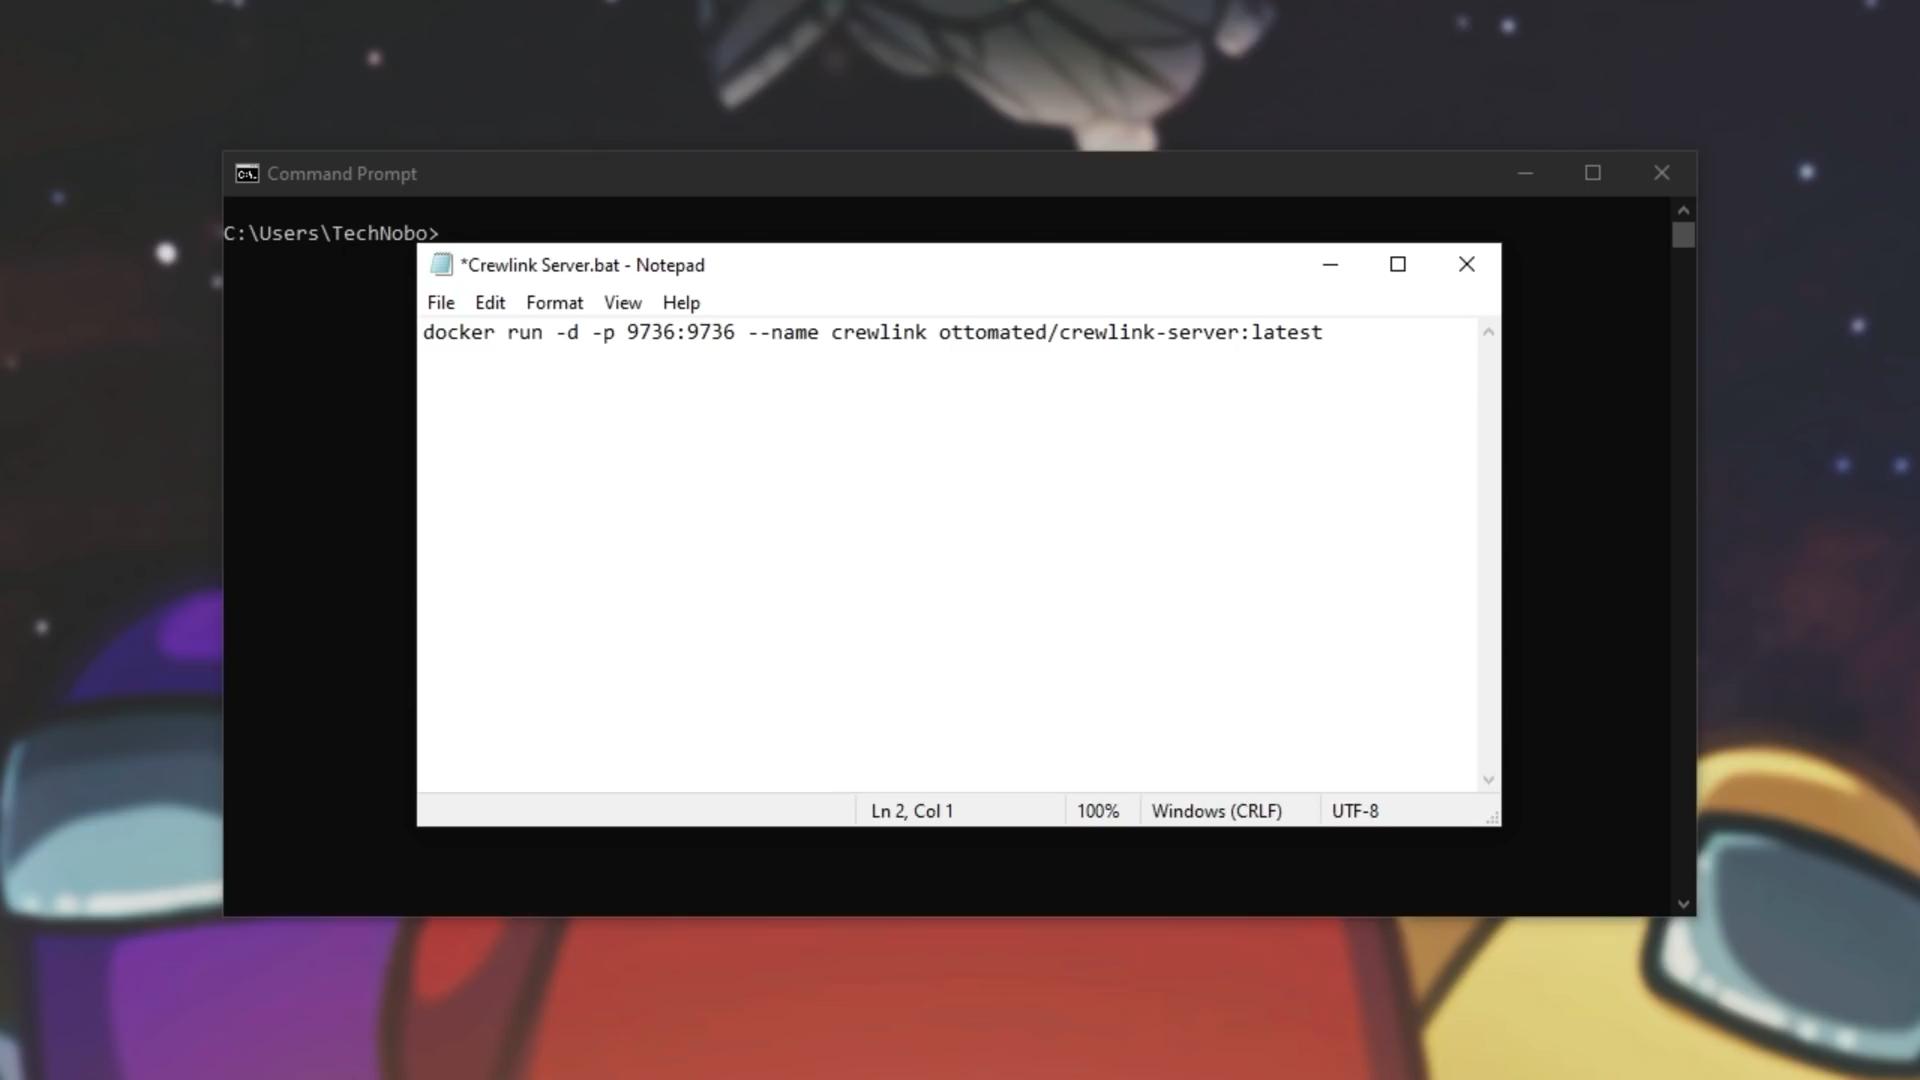 Command Prompt
C:\Users\TechNobo>
*Crewlink Server.bat - Notepad
File Edit Format View Help
docker run -d -p 9736:9736 --name crewlink ottomated/crewlink-server:latest
Ln 2, Col 1 100% Windows (CRLF) UTF-8